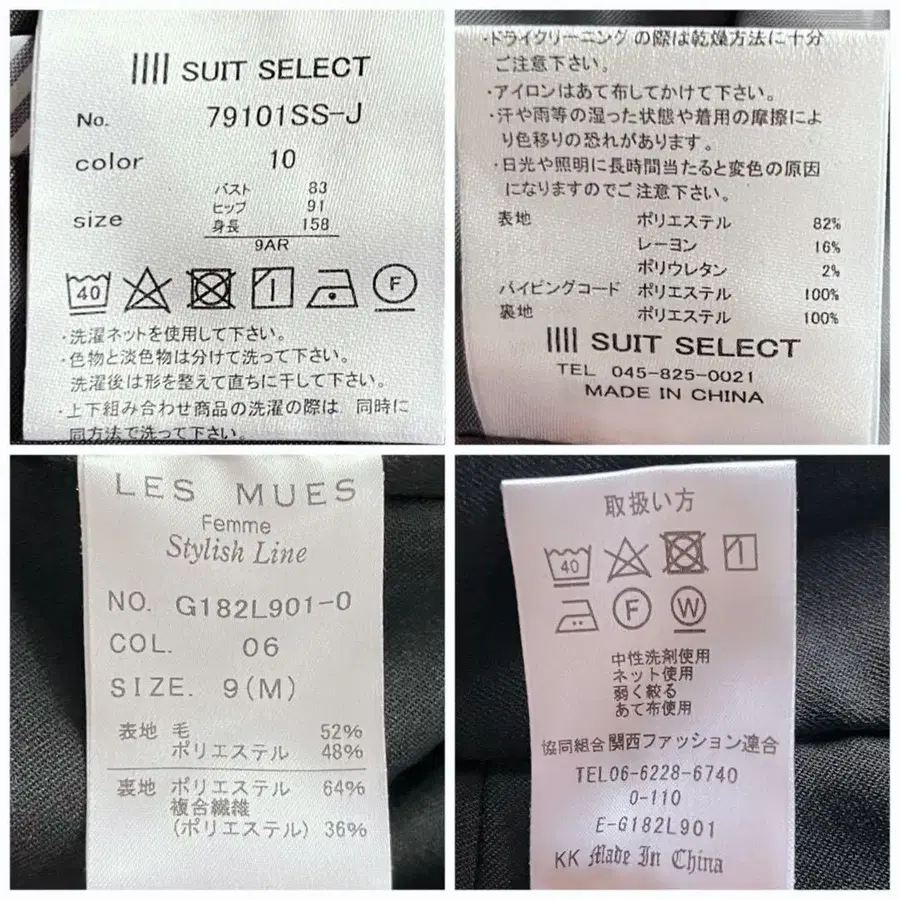 SUIT SELECT
No. 79101SS-J
color 10
size
バスト 83
ヒップ 91
身長 158
9AR
40 F
・洗濯ネットを使用して下さい。
・色物と淡色物は分けて洗って下さい。
洗濯後は形を整えて直ちに干して下さい。
・上下組み合わせ商品の洗濯の際は、同時に
同方法で洗って下さい。
・ドライクリーニングの際は乾燥方法に十分
ご注意下さい。
・アイロンはあて布してかけて下さい。
・汗や雨等の湿った状態や着用の摩擦によ
り色移りの恐れがあります。
・日光や照明に長時間当たると変色の原因
になりますのでご注意下さい。
表地 ポリエステル 82%
レーヨン 16%
ポリウレタン 2%
パイピングコード ポリエステル 100%
裏地 ポリエステル 100%
SUIT SELECT
TEL 045-825-0021
MADE IN CHINA
LES MUES
Femme
Stylish Line
NO. G182L901-0
COL. 06
SIZE. 9(M)
表地 毛 52%
ポリエステル 48%
裏地 ポリエステル 64%
複合繊維
(ポリエステル) 36%
取扱い方
40
F W
中性洗剤使用
ネット使用
弱く絞る
あて布使用
協同組合関西ファッション連合
TEL06-6228-6740
0-110
E-G182L901
KK Made In China